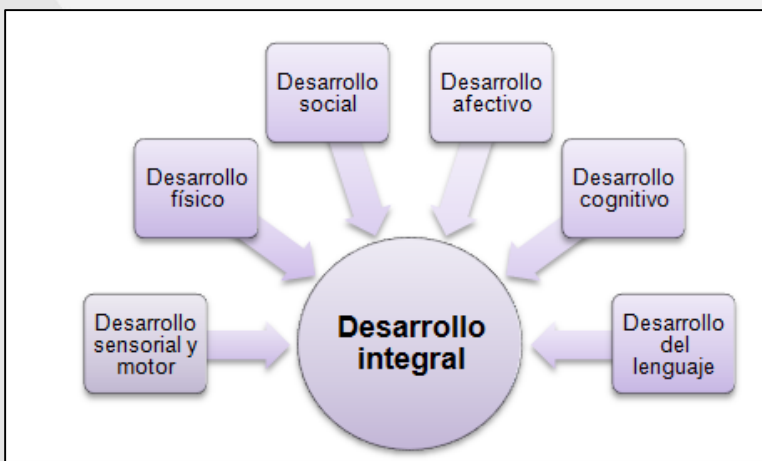 Desarrollo
social
Desarrollo
afectivo
Desarrollo
físico
Desarrollo
cognitivo
Desarrollo
sensorial y
motor
Desarrollo
integral
Desarrollo
del
lenguaje